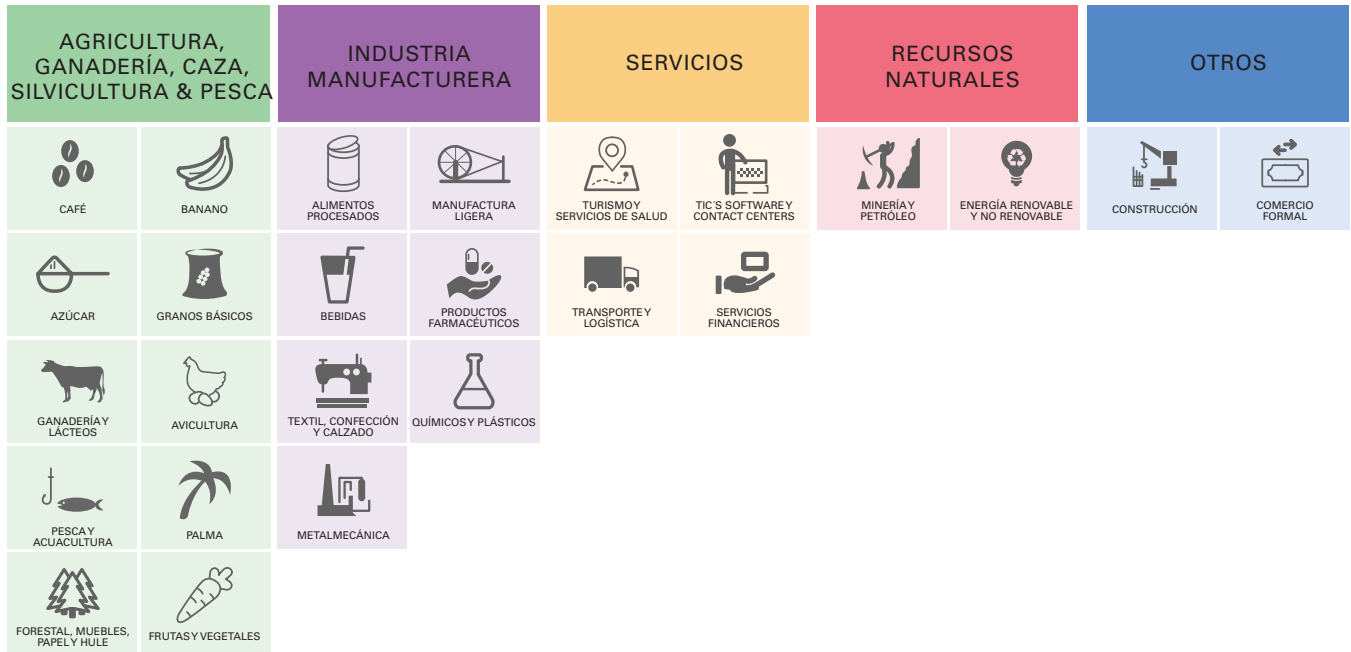 AGRICULTURA,
GANADERÍA, CAZA,
SILVICULTURA & PESCA
INDUSTRIA
MANUFACTURERA
SERVICIOS
RECURSOS
NATURALES
OTROS
CAFÉ
BANANO
ALIMENTOS
PROCESADOS
MANUFACTURA
LIGERA
TURISMO Y
SERVICIOS DE SALUD
TIC´S SOFTWARE Y
CONTACT CENTERS
MINERÍA Y
PETRÓLEO
ENERGÍA RENOVABLE
Y NO RENOVABLE
CONSTRUCCIÓN
COMERCIO
FORMAL
AZÚCAR
GRANOS BÁSICOS
BEBIDAS
PRODUCTOS
FARMACÉUTICOS
TRANSPORTE Y
LOGÍSTICA
SERVICIOS
FINANCIEROS
GANADERÍA Y
LÁCTEOS
AVICULTURA
TEXTIL, CONFECCIÓN
Y CALZADO
QUÍMICOS Y PLÁSTICOS
PESCA Y
ACUACULTURA
PALMA
METALMECÁNICA
FORESTAL, MUEBLES,
PAPEL Y HULE
FRUTAS Y VEGETALES